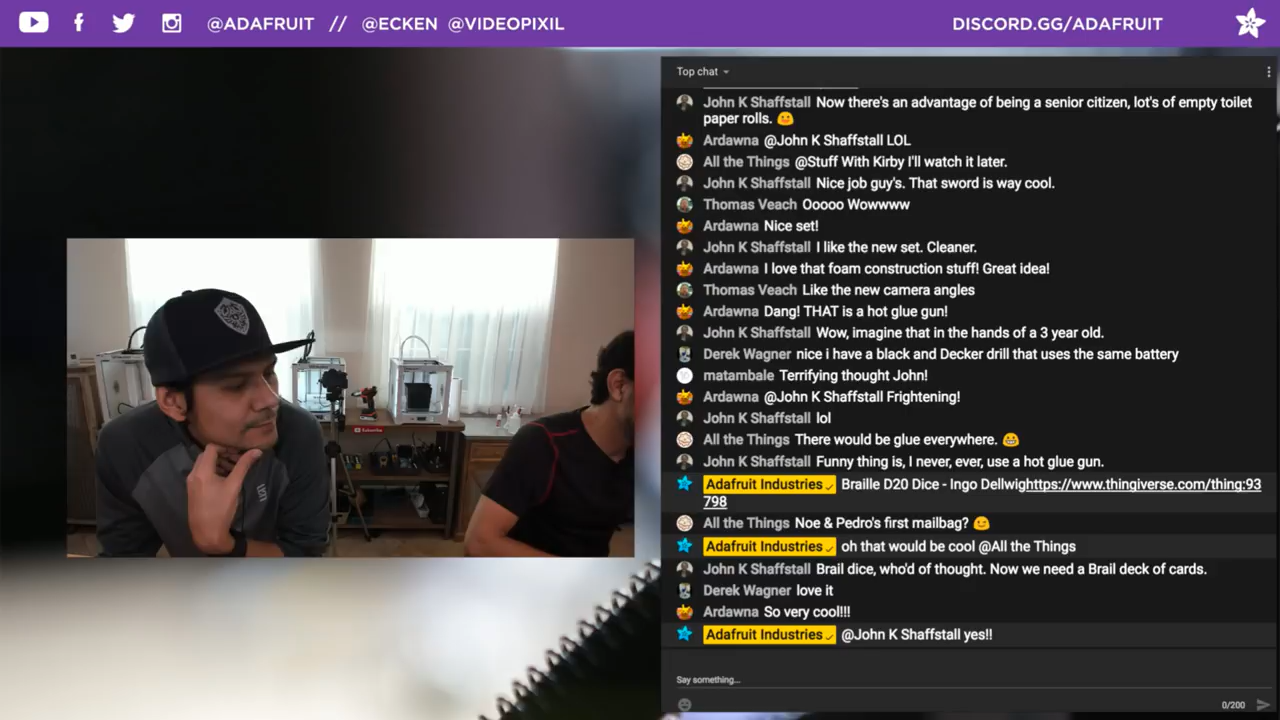 @ADAFRUIT // @ECKEN @VIDEOPIXIL
DISCORD.GG/ADAFRUIT
Top chat
John K Shaffstall Now there's an advantage of being a senior citizen, lot's of empty toilet
paper rolls.
Ardawna @John K Shaffstall LOL
All the Things @Stuff With Kirby I'll watch it later.
John K Shaffstall Nice job guy's. That sword is way cool.
Thomas Veach Ooooo Wowwww
Ardawna Nice set!
John K Shaffstall I like the new set. Cleaner.
Ardawna I love that foam construction stuff! Great idea!
Thomas Veach Like the new camera angles
Ardawna Dang! THAT is a hot glue gun!
John K Shaffstall Wow, imagine that in the hands of a 3 year old.
Derek Wagner nice i have a black and Decker drill that uses the same battery
matambale Terrifying thought John!
Ardawna @John K Shaffstall Frightening!
John K Shaffstall lol
All the Things There would be glue everywhere.
John K Shaffstall Funny thing is, I never, ever, use a hot glue gun.
Adafruit Industries Braille D20 Dice - Ingo Dellwighttps://www.thingiverse.com/thing:93
798
All the Things Noe & Pedro's first mailbag?
Adafruit Industries oh that would be cool @All the Things
John K Shaffstall Brail dice, who'd of thought. Now we need a Brail deck of cards.
Derek Wagner love it
Ardawna So very cool!!!
Adafruit Industries @John K Shaffstall yes!!
Say something...
0/200
Subscribe